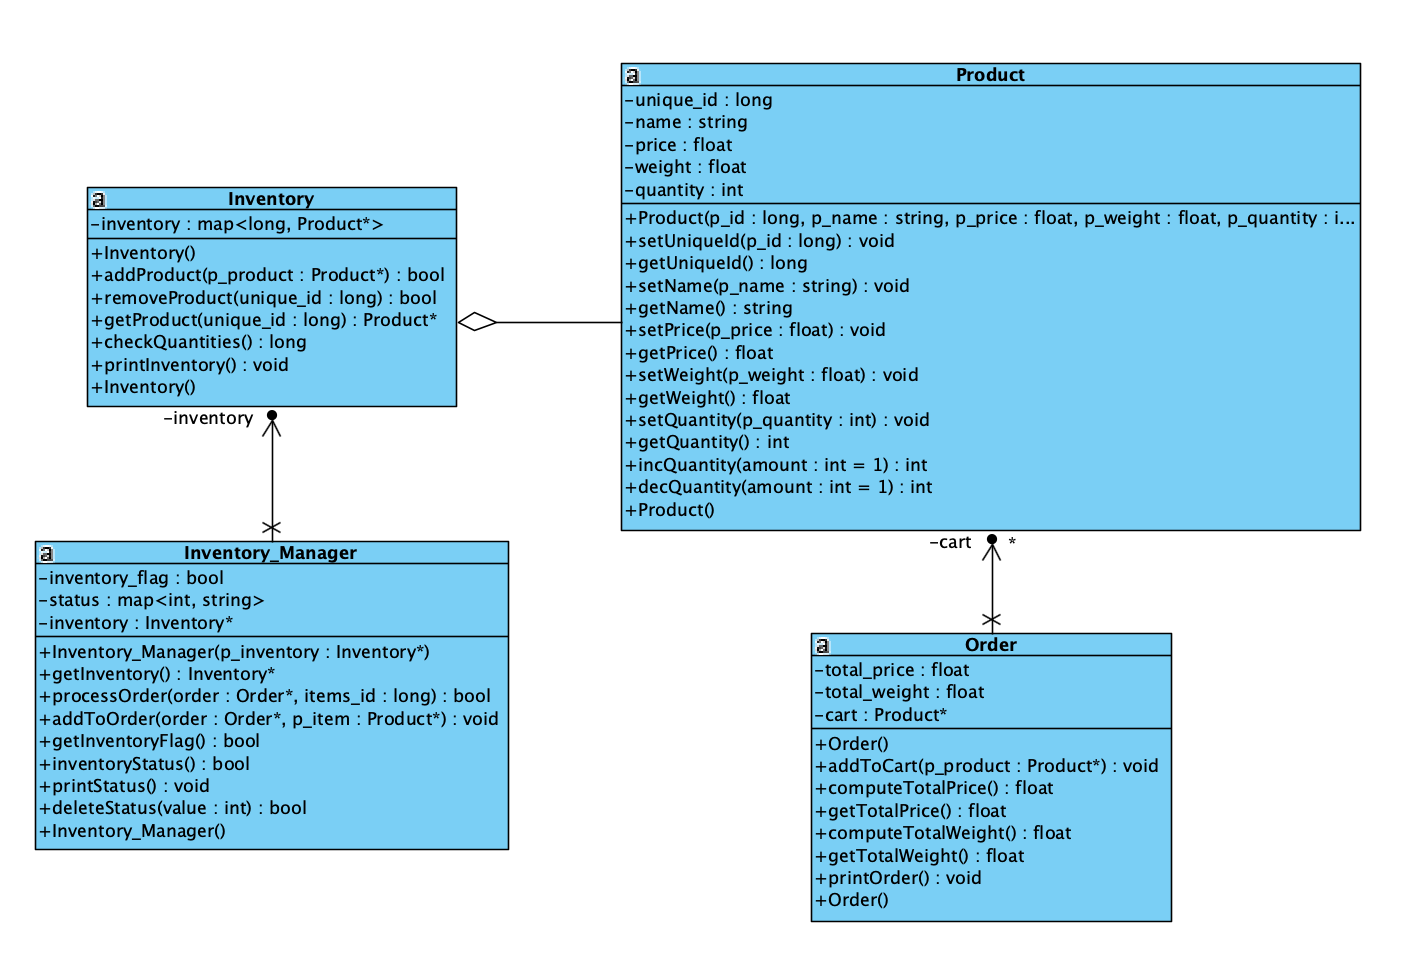 Product
-unique_id : long
-name : string
-price : float
-weight : float
-quantity : int
+Product(p_id : long, p_name : string, p_price : float, p_weight : float, p_quantity : i...
+setUniqueId(p_id : long) : void
+getUniqueId() : long
+setName(p_name : string) : void
+getName() : string
+setPrice(p_price : float) : void
+getPrice() : float
+setWeight(p_weight : float) : void
+getWeight() : float
+setQuantity(p_quantity : int) : void
+getQuantity() : int
+incQuantity(amount : int = 1) : int
+decQuantity(amount : int = 1) : int
+Product()
Inventory
-inventory : map<long, Product*>
+Inventory()
+addProduct(p_product : Product*) : bool
+removeProduct(unique_id : long) : bool
+getProduct(unique_id : long) : Product*
+checkQuantities() : long
+printInventory() : void
+Inventory()
-inventory
Inventory_Manager
-inventory_flag : bool
-status : map<int, string>
-inventory : Inventory*
+Inventory_Manager(p_inventory : Inventory*)
+getInventory() : Inventory*
+processOrder(order : Order*, items_id : long) : bool
+addToOrder(order : Order*, p_item : Product*) : void
+getInventoryFlag() : bool
+inventoryStatus() : bool
+printStatus() : void
+deleteStatus(value : int) : bool
+Inventory_Manager()
-cart *
Order
-total_price : float
-total_weight : float
-cart : Product*
+Order()
+addToCart(p_product : Product*) : void
+computeTotalPrice() : float
+getTotalPrice() : float
+computeTotalWeight() : float
+getTotalWeight() : float
+printOrder() : void
+Order()